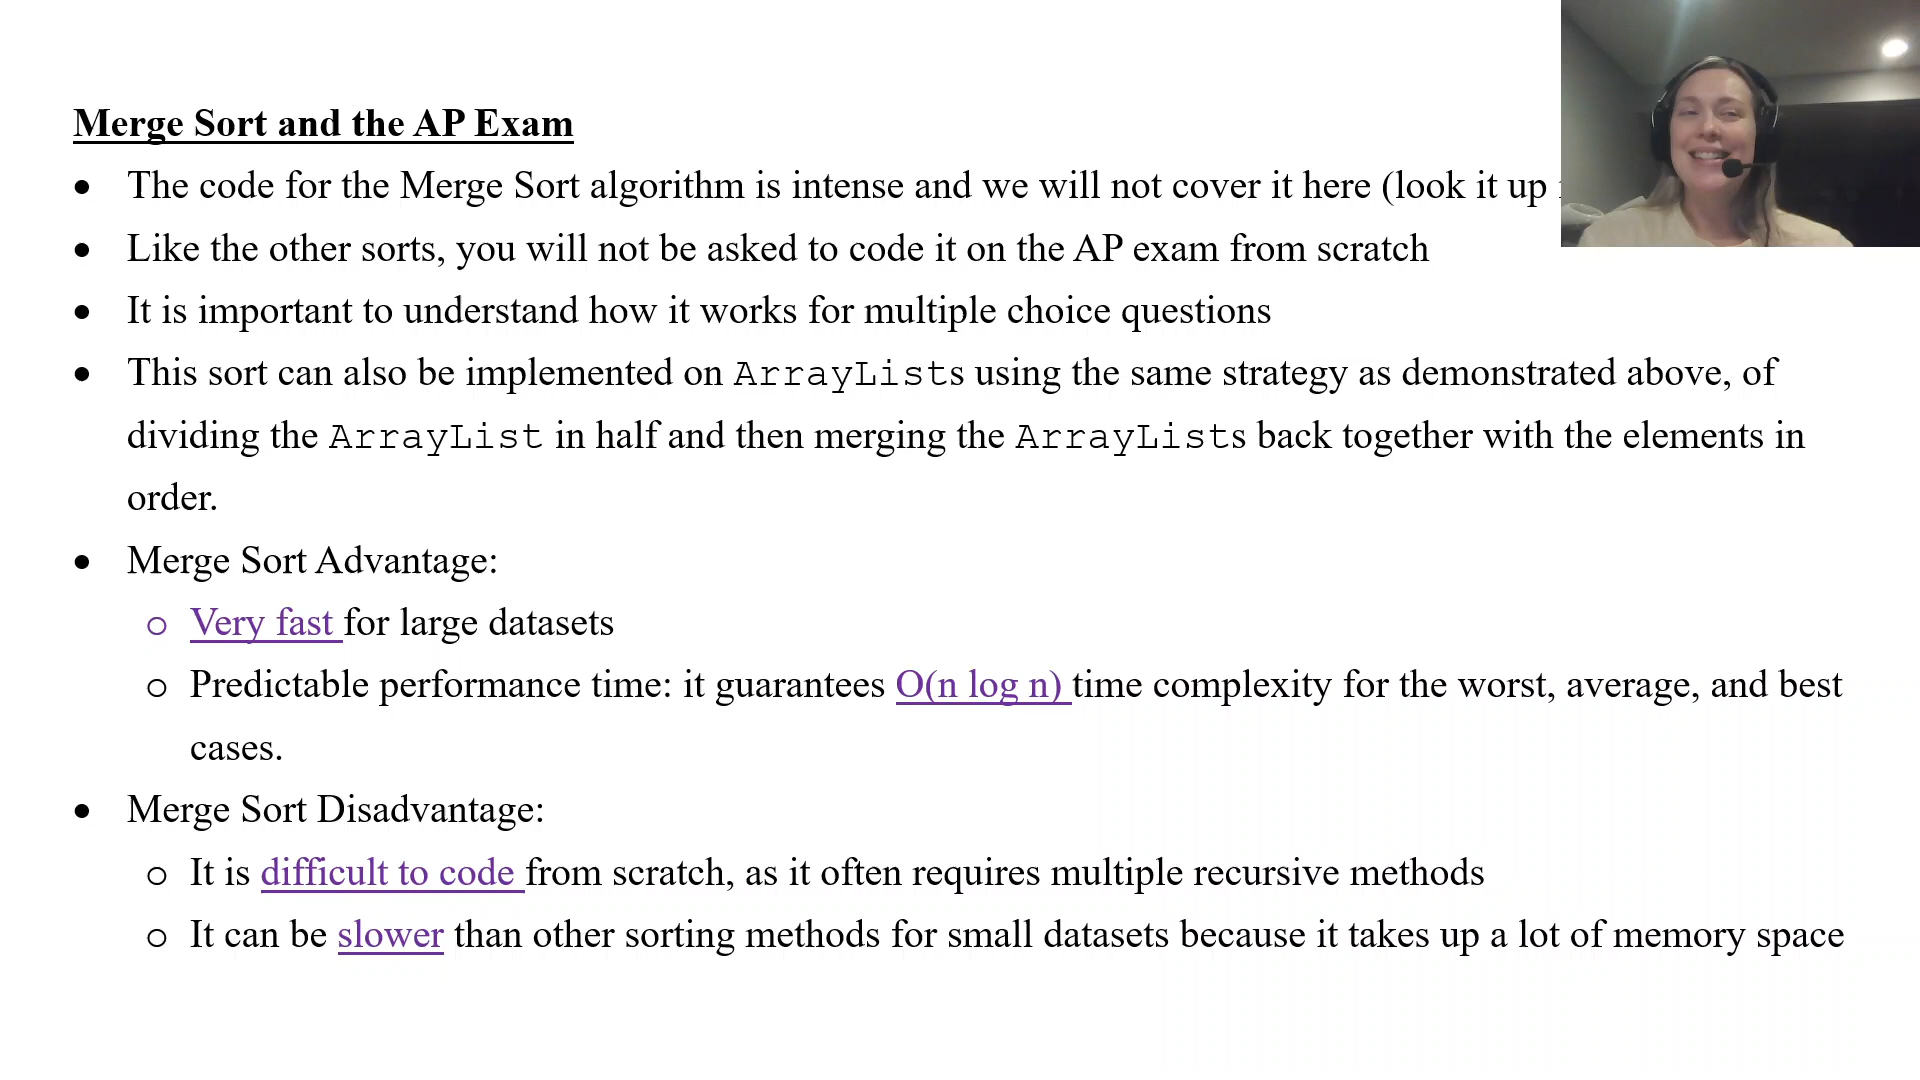 Merge Sort and the AP Exam
• The code for the Merge Sort algorithm is intense and we will not cover it here (look it up
• Like the other sorts, you will not be asked to code it on the AP exam from scratch
• It is important to understand how it works for multiple choice questions
• This sort can also be implemented on ArrayLists using the same strategy as demonstrated above, of
dividing the ArrayList in half and then merging the ArrayLists back together with the elements in
order.
• Merge Sort Advantage:
o Very fast for large datasets
o Predictable performance time: it guarantees O(n log n) time complexity for the worst, average, and best
cases.
• Merge Sort Disadvantage:
o It is difficult to code from scratch, as it often requires multiple recursive methods
o It can be slower than other sorting methods for small datasets because it takes up a lot of memory space